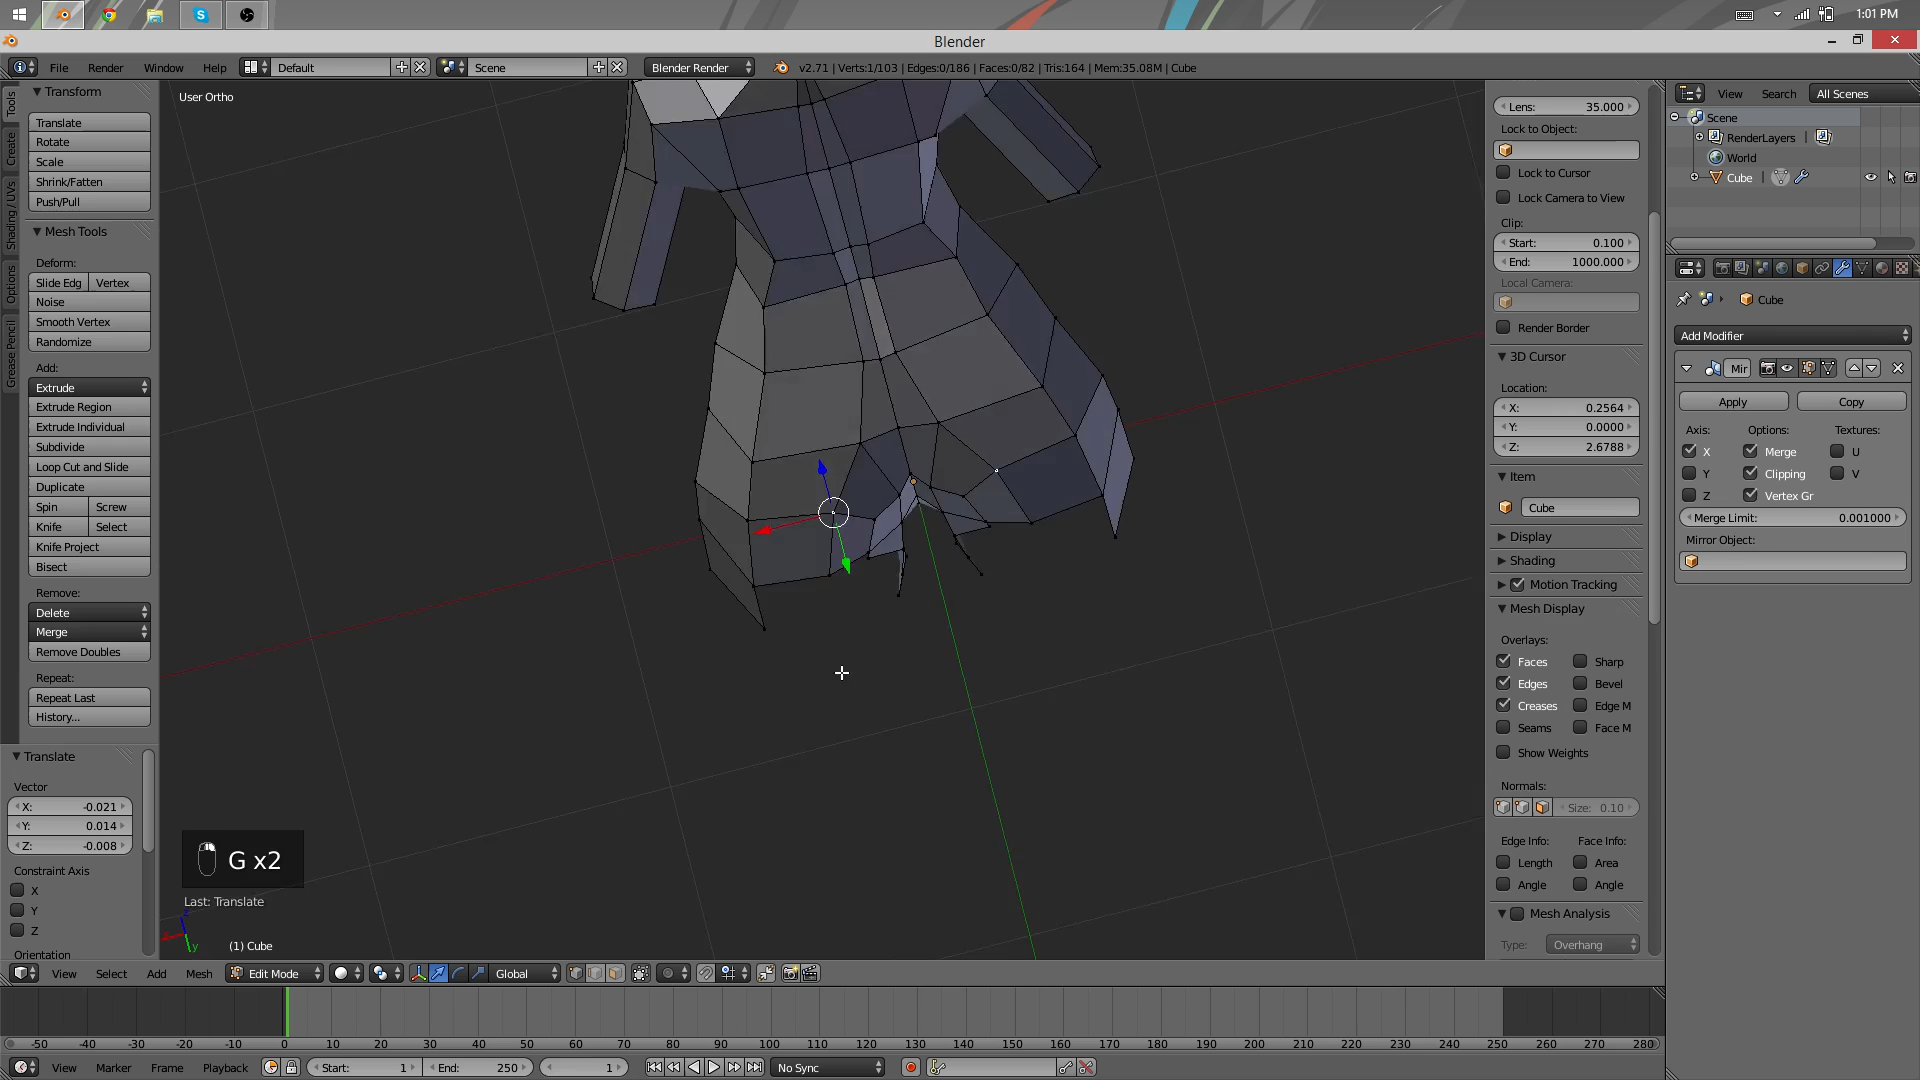 1:01 PM
Blender
File Render Window Help Default Scene Blender Render v2.71 | Verts:1/103 | Edges:0/186 | Faces:0/82 | Tris:164 | Mem:35.08M | Cube
Tools
Create
Shading / UVs
Options
Grease Pencil
Transform
Translate
Rotate
Scale
Shrink/Fatten
Push/Pull
Mesh Tools
Deform:
Slide Edg Vertex
Noise
Smooth Vertex
Randomize
Add:
Extrude
Extrude Region
Extrude Individual
Subdivide
Loop Cut and Slide
Duplicate
Spin Screw
Knife Select
Knife Project
Bisect
Remove:
Delete
Merge
Remove Doubles
Repeat:
Repeat Last
History...
Translate
Vector
X: -0.021
Y: 0.014
Z: -0.008
Constraint Axis
X
Y
Z
Orientation
User Ortho
G x2
Last: Translate
(1) Cube
Lens: 35.000
Lock to Object:
Lock to Cursor
Lock Camera to View
Clip:
Start: 0.100
End: 1000.000
Local Camera:
Render Border
3D Cursor
Location:
X: 0.2564
Y: 0.0000
Z: 2.6788
Item
Cube
Display
Shading
Motion Tracking
Mesh Display
Overlays:
Faces Sharp
Edges Bevel
Creases Edge M
Seams Face M
Show Weights
Normals:
Size: 0.10
Edge Info: Face Info:
Length Area
Angle Angle
Mesh Analysis
Type: Overhang
View Search All Scenes
Scene
RenderLayers |
World
Cube |
Cube
Add Modifier
Mir
Apply Copy
Axis: Options: Textures:
X Merge U
Y Clipping V
Z Vertex Gr
Merge Limit: 0.001000
Mirror Object:
View Select Add Mesh Edit Mode Global
-50 -40 -30 -20 -10 0 10 20 30 40 50 60 70 80 90 100 110 120 130 140 150 160 170 180 190 200 210 220 230 240 250 260 270 280
View Marker Frame Playback Start: 1 End: 250 1 No Sync